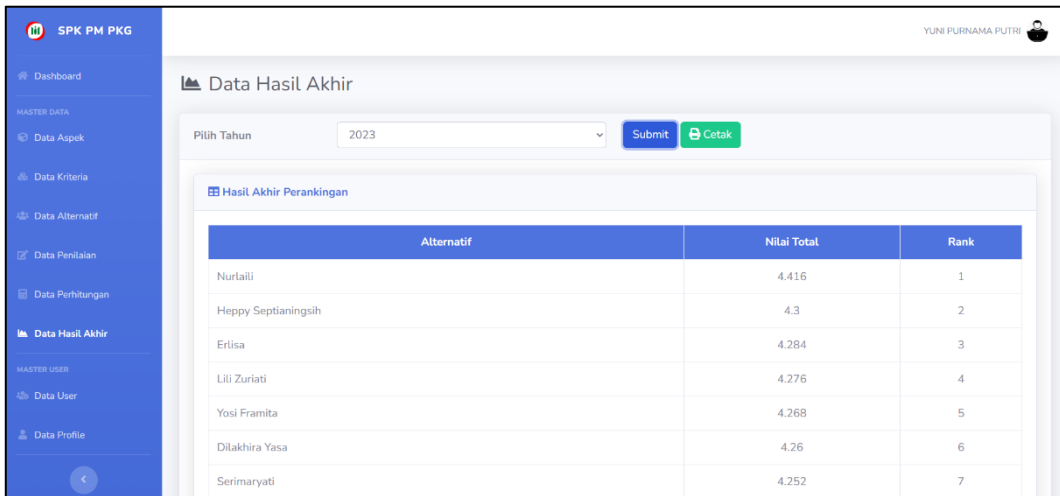 SPK PM PKG
Dashboard
MASTER DATA
Data Aspek
Data Kriteria
Data Alternatif
Data Penilaian
Data Perhitungan
Data Hasil Akhir
MASTER USER
Data User
Data Profile
YUNI PURNAMA PUTRI
Data Hasil Akhir
Pilih Tahun 2023 Submit Cetak
Hasil Akhir Perankingan
Alternatif Nilai Total Rank
Nurlaili 4.416 1
Heppy Septianingsih 4.3 2
Erlisa 4.284 3
Lili Zuriati 4.276 4
Yosi Framita 4.268 5
Dilakhira Yasa 4.26 6
Serimaryati 4.252 7